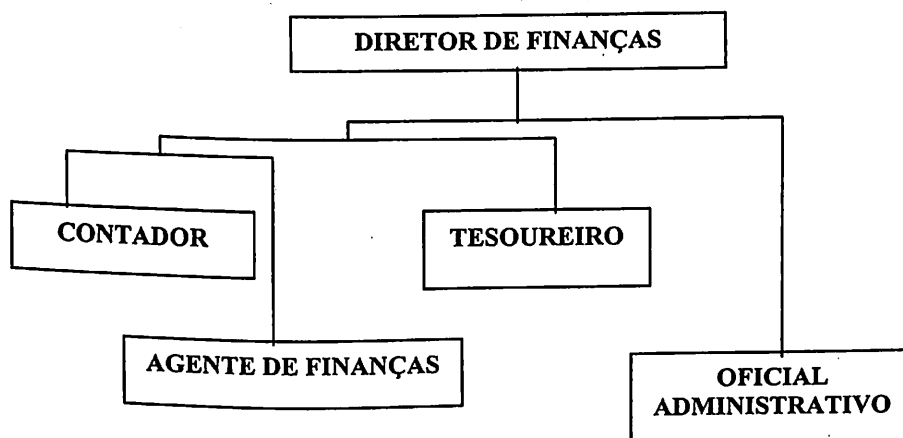 DIRETOR DE FINANÇAS
CONTADOR
TESOUREIRO
AGENTE DE FINANÇAS
OFICIAL
ADMINISTRATIVO